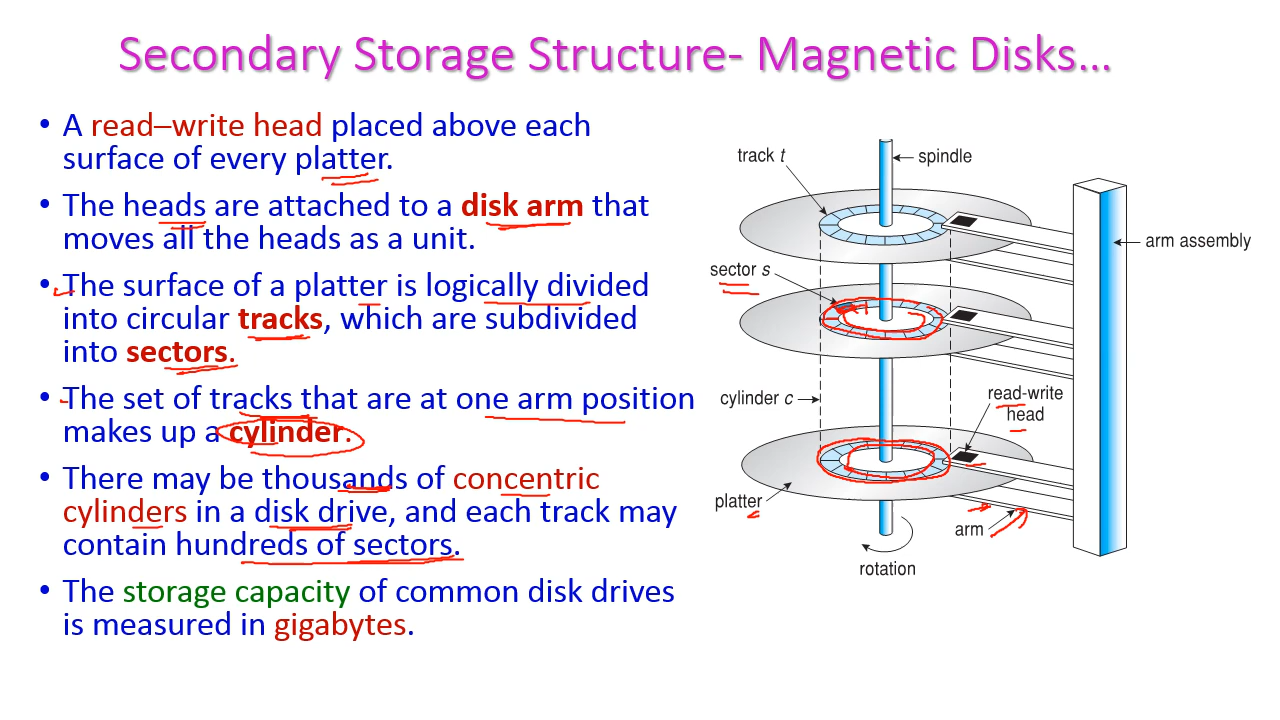 Secondary Storage Structure- Magnetic Disks...
• A read–write head placed above each
surface of every platter.
• The heads are attached to a disk arm that
moves all the heads as a unit.
• The surface of a platter is logically divided
into circular tracks, which are subdivided
into sectors.
• The set of tracks that are at one arm position
makes up a cylinder.
• There may be thousands of concentric
cylinders in a disk drive, and each track may
contain hundreds of sectors.
• The storage capacity of common disk drives
is measured in gigabytes.
track t
spindle
arm assembly
sector s
cylinder c
read-write
head
platter
arm
rotation